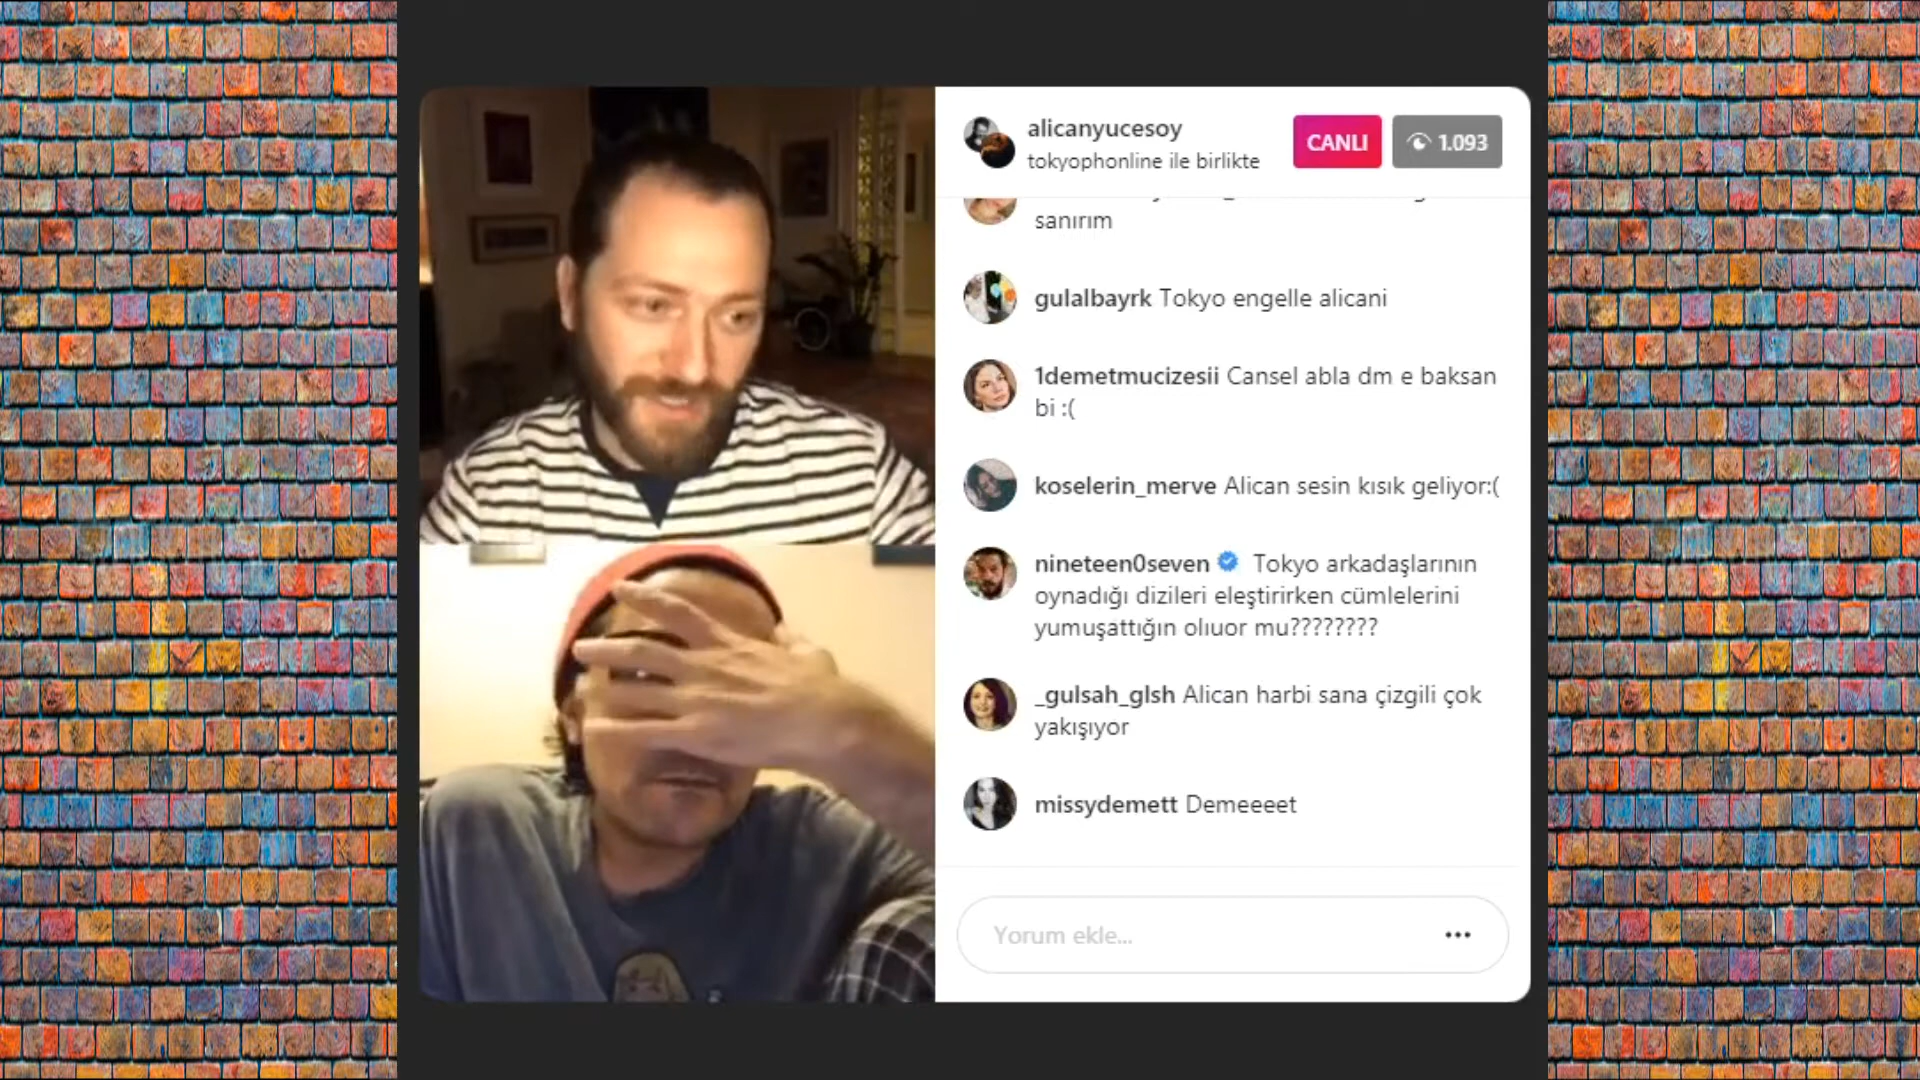 alicanyucesoy
tokyophonline ile birlikte
CANLI
1.093
sanırım
gulalbayrk Tokyo engelle alicani
1demetmucizesii Cansel abla dm e baksan
bi :(
koselerin_merve Alican sesin kısık geliyor:(
nineteen0seven Tokyo arkadaşlarının
oynadığı dizileri eleştirirken cümlelerini
yumuşattığın olıuor mu????????
_gulsah_glsh Alican harbi sana çizgili çok
yakışıyor
missydemett Demeeeet
Yorum ekle...